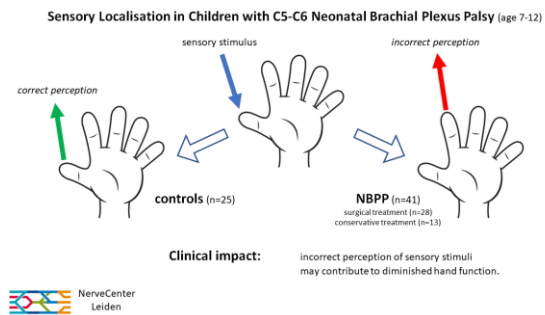 Sensory Localisation in Children with C5-C6 Neonatal Brachial Plexus Palsy (age 7-12)
sensory stimulus
incorrect perception
correct perception
controls (n=25)
NBPP (n=41)
surgical treatment (n=28)
conservative treatment (n=13)
Clinical impact:
incorrect perception of sensory stimuli
may contribute to diminished hand function.
NerveCenter
Leiden